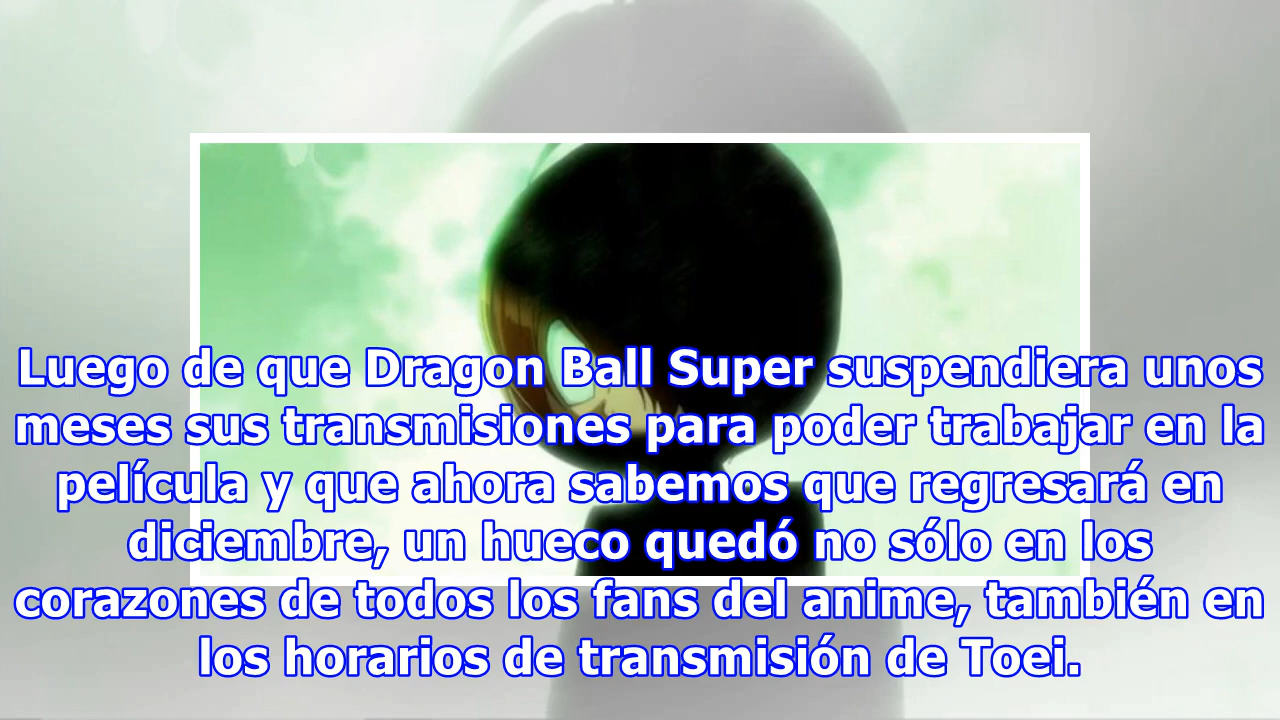 Luego de que Dragon Ball Super suspendiera unos
meses sus transmisiones para poder trabajar en la
película y que ahora sabemos que regresará en
diciembre, un hueco quedó no sólo en los
corazones de todos los fans del anime, también en
los horarios de transmisión de Toei.